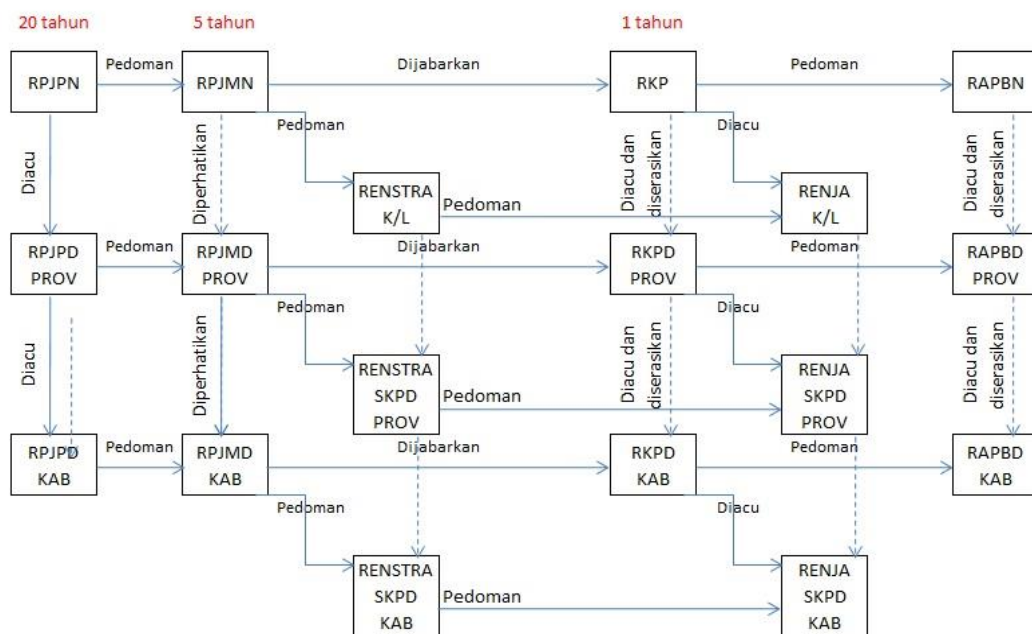 20 tahun
5 tahun
1 tahun
RPJPN
Pedoman
RPJMN
Dijabarkan
RKP
Pedoman
RAPBN
Diacu
Diperhatikan
Pedoman
RENSTRA
K/L
Pedoman
Diacu dan
diserasikan
Diacu
RENJA
K/L
Diacu dan
diserasikan
RPJPD
PROV
Pedoman
RPJMD
PROV
Dijabarkan
RKPD
PROV
Pedoman
RAPBD
PROV
Diacu
Diperhatikan
Pedoman
RENSTRA
SKPD
PROV
Pedoman
Diacu dan
diserasikan
Diacu
RENJA
SKPD
PROV
Diacu dan
diserasikan
RPJPD
KAB
Pedoman
RPJMD
KAB
Dijabarkan
RKPD
KAB
Pedoman
RAPBD
KAB
Pedoman
RENSTRA
SKPD
KAB
Pedoman
Diacu
RENJA
SKPD
KAB